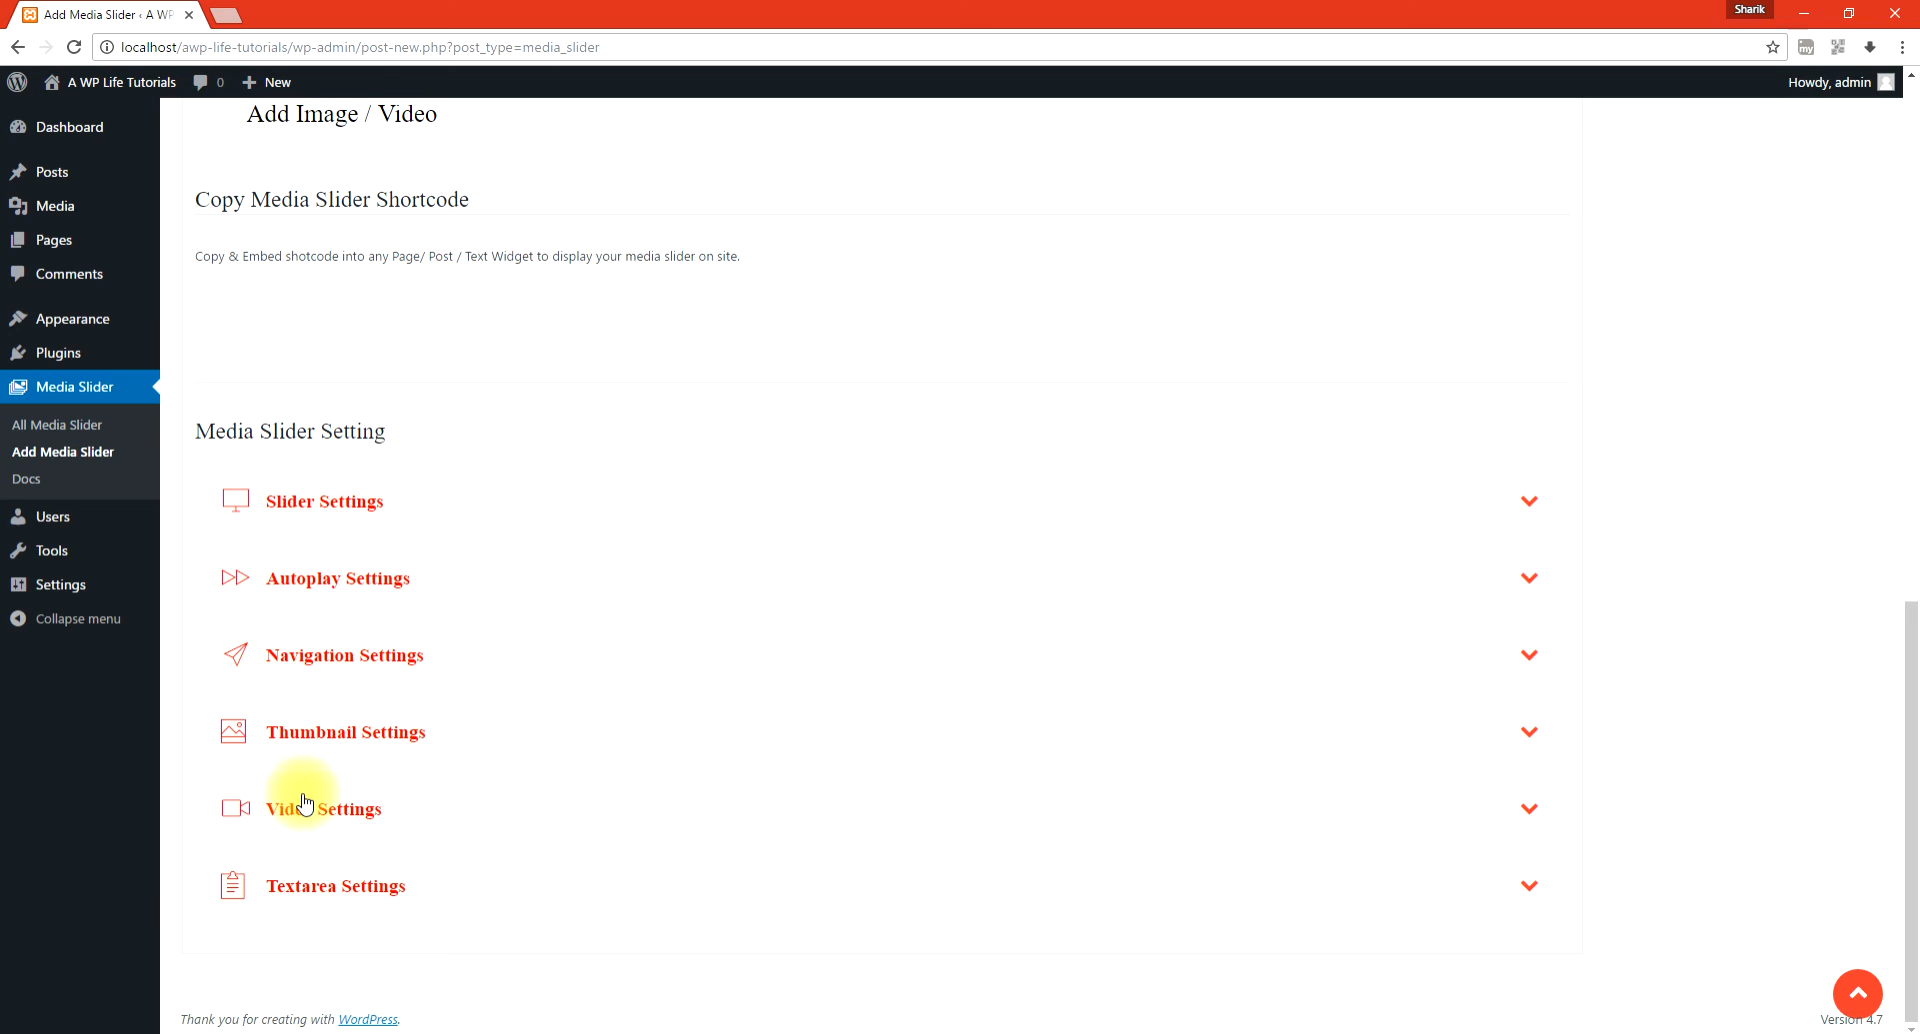 Add Media Slider ‹ A WP
Sharik
localhost/awp-life-tutorials/wp-admin/post-new.php?post_type=media_slider
my
A WP Life Tutorials
0
New
Howdy, admin
Dashboard
Posts
Media
Pages
Comments
Appearance
Plugins
Media Slider
All Media Slider
Add Media Slider
Docs
Users
Tools
Settings
Collapse menu
Add Image / Video
Copy Media Slider Shortcode
Copy & Embed shotcode into any Page/ Post / Text Widget to display your media slider on site.
Media Slider Setting
Slider Settings
Autoplay Settings
Navigation Settings
Thumbnail Settings
Video Settings
Textarea Settings
Thank you for creating with WordPress.
Version 4.7